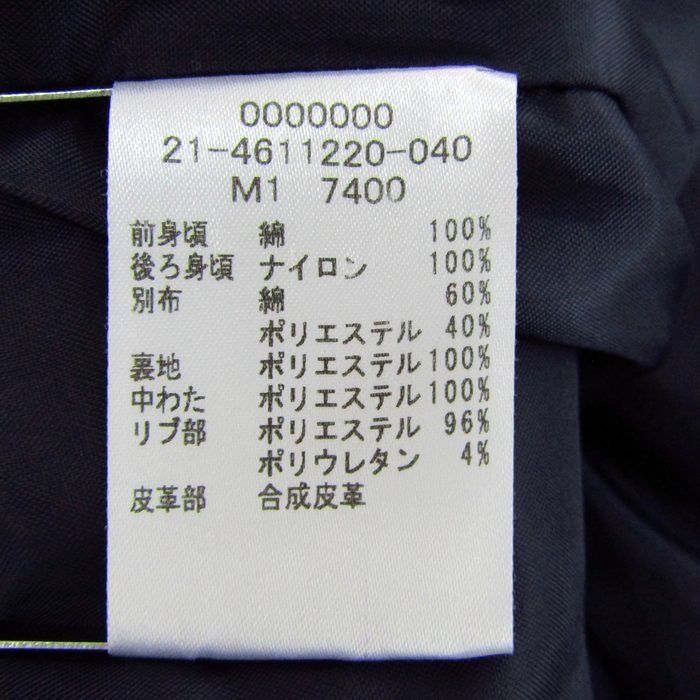 0000000
21-4611220-040
M1 7400
前身頃 綿 100%
後ろ身頃 ナイロン 100%
別布 綿 60%
ポリエステル 40%
裏地 ポリエステル 100%
中わた ポリエステル 100%
リブ部 ポリエステル 96%
ポリウレタン 4%
皮革部 合成皮革